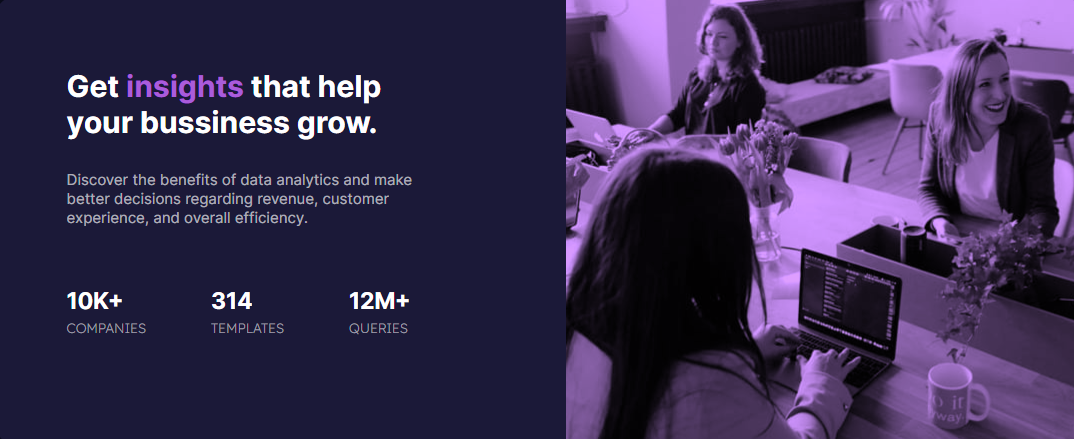 Get insights that help
your bussiness grow.
Discover the benefits of data analytics and make
better decisions regarding revenue, customer
experience, and overall efficiency.
10K+ 314 12M+
COMPANIES TEMPLATES QUERIES